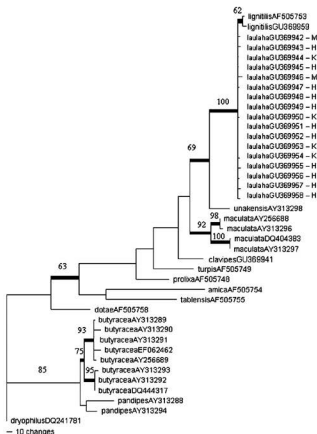 62
lignitilisAF505753
lignitilisGU369959
laulahaGU369942 – M
laulahaGU369943 – H
laulahaGU369944 – K
laulahaGU369945 – H
laulahaGU369946 – M
laulahaGU369947 – H
laulahaGU369948 – H
laulahaGU369949 – H
laulahaGU369950 – K
laulahaGU369951 – H
laulahaGU369952 – H
laulahaGU369953 – K
laulahaGU369954 – K
laulahaGU369955 – H
laulahaGU369956 – H
laulahaGU369957 – H
laulahaGU369958 – H
100
69
unakensisAY313298
98
maculataAY256688
maculataAY313296
92
100
maculataDQ404383
maculataAY313297
clavipesGU369941
turpisAF505749
prolixaAF505748
63
amicaAF505754
tablensisAF505755
dotaeAF505758
butyraceaAY313289
93
butyraceaAY313290
butyraceaAY313291
75
butyraceaEF062462
butyraceaAY256689
85
95
butyraceaAY313293
butyraceaAY313292
butyraceaDQ444317
pandipesAY313288
pandipesAY313294
dryophilusDQ241781
10 changes